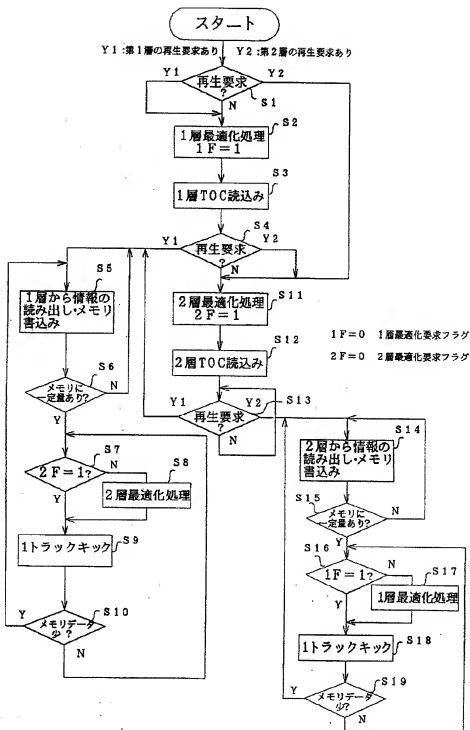 スタート
Y1:第1層の再生要求あり Y2:第2層の再生要求あり
Y1 再生要求? Y2
N S1
S2
1層最適化処理
1F=1
S3
1層TOC読込み
S4
Y1 再生要求? Y2
N
S5
1層から情報の
読み出し・メモリ
書込み
S11
2層最適化処理
2F=1
S12
2層TOC読込み
1F=0 1層最適化要求フラグ
2F=0 2層最適化要求フラグ
S6
メモリに
一定量あり?
N
Y
S13
Y1 再生要求? Y2
N
S7
2F=1?
N
Y
S8
2層最適化処理
S9
1トラックキック
S10
メモリデータ
少?
Y
N
S14
2層から情報の
読み出し・メモリ
書込み
S15
メモリに
一定量あり?
N
Y
S16
1F=1?
N
Y
S17
1層最適化処理
S18
1トラックキック
S19
メモリデータ
少?
Y
N